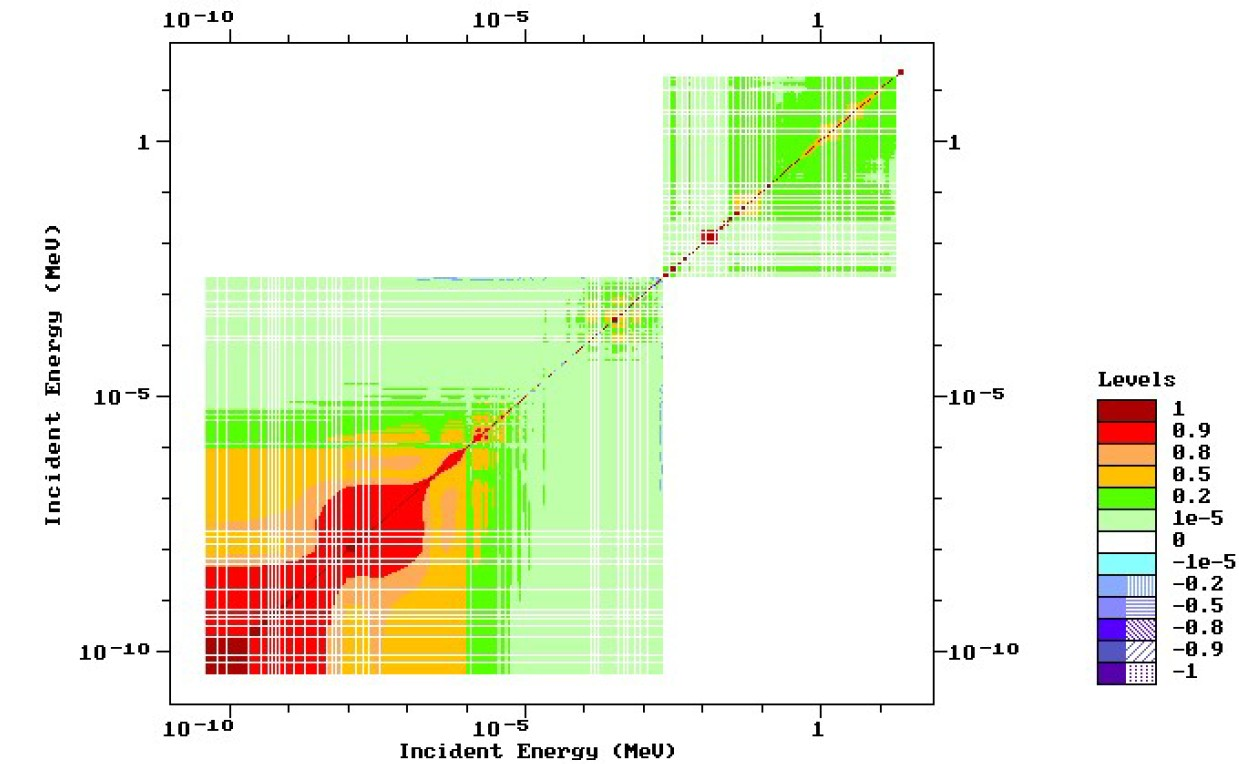 10⁻¹⁰ 10⁻⁵ 1
1 1
10⁻⁵ 10⁻⁵
10⁻¹⁰ 10⁻¹⁰
Incident Energy (MeV)
10⁻¹⁰ 10⁻⁵ 1
Incident Energy (MeV)
Levels
1
0.9
0.8
0.5
0.2
1e-5
0
-1e-5
-0.2
-0.5
-0.8
-0.9
-1